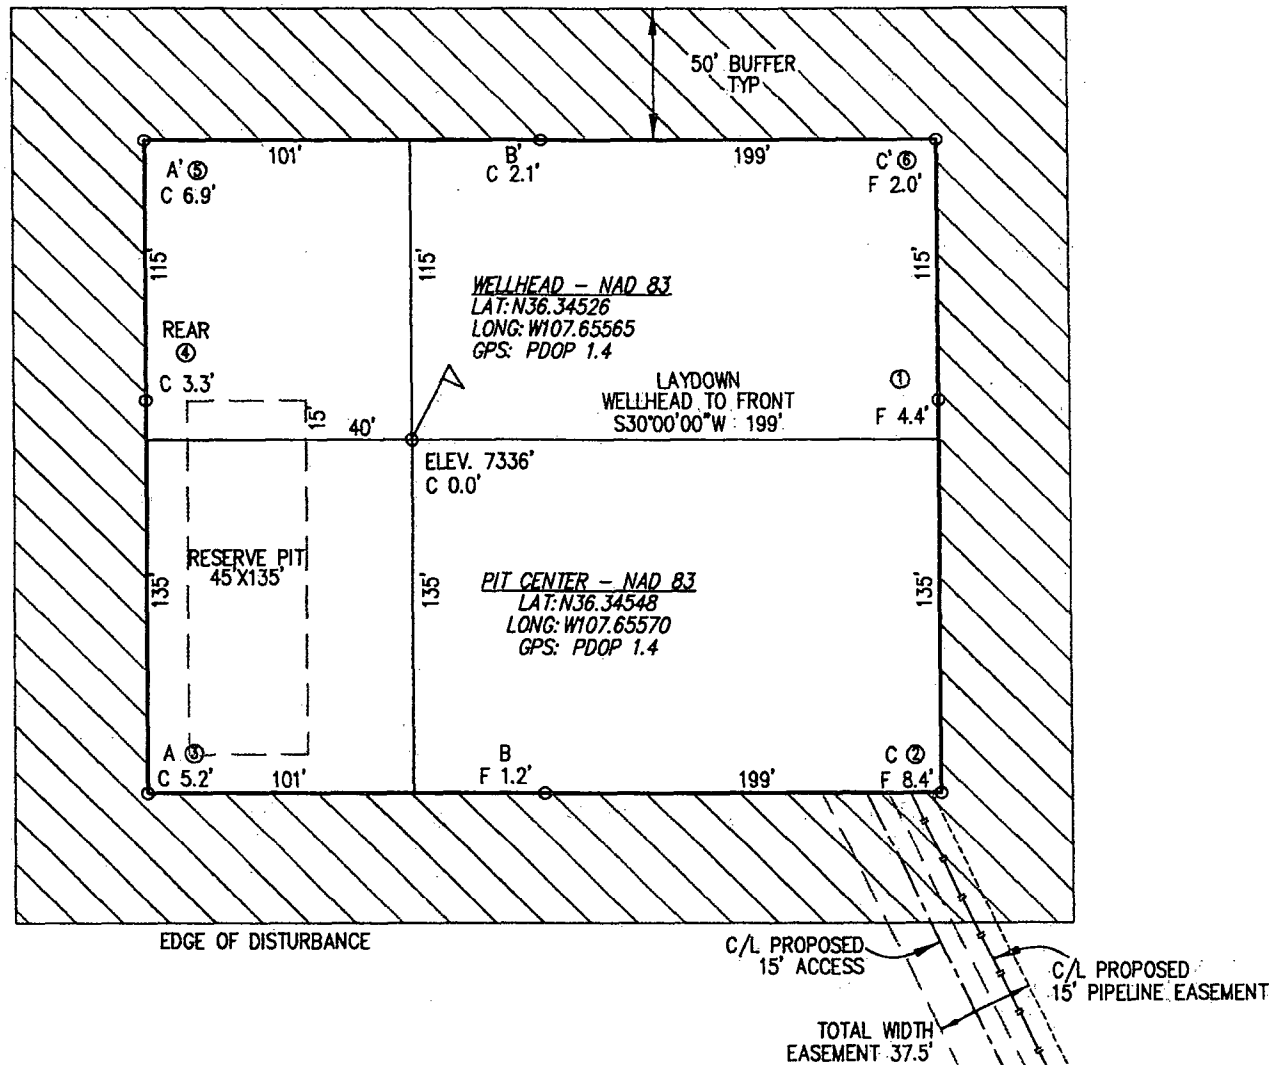 50' BUFFER
TYP
101'
B'
C 2.1'
199'
A' ⑤
C 6.9'
C' ⑥
F 2.0'
115'
115'
115'
WELLHEAD - NAD 83
LAT: N36.34526
LONG: W107.65565
GPS: PDOP 1.4
REAR
④
C 3.3'
15'
40'
LAYDOWN
WELLHEAD TO FRONT
S30°00'00"W : 199'
①
F 4.4'
ELEV. 7336'
C 0.0'
RESERVE PIT
45'X135'
135'
135'
135'
PIT CENTER - NAD 83
LAT: N36.34548
LONG: W107.65570
GPS: PDOP 1.4
A ③
C 5.2'
101'
B
F 1.2'
199'
C ②
F 8.4'
EDGE OF DISTURBANCE
C/L PROPOSED
15' ACCESS
C/L PROPOSED
15' PIPELINE EASEMENT
TOTAL WIDTH
EASEMENT 37.5'